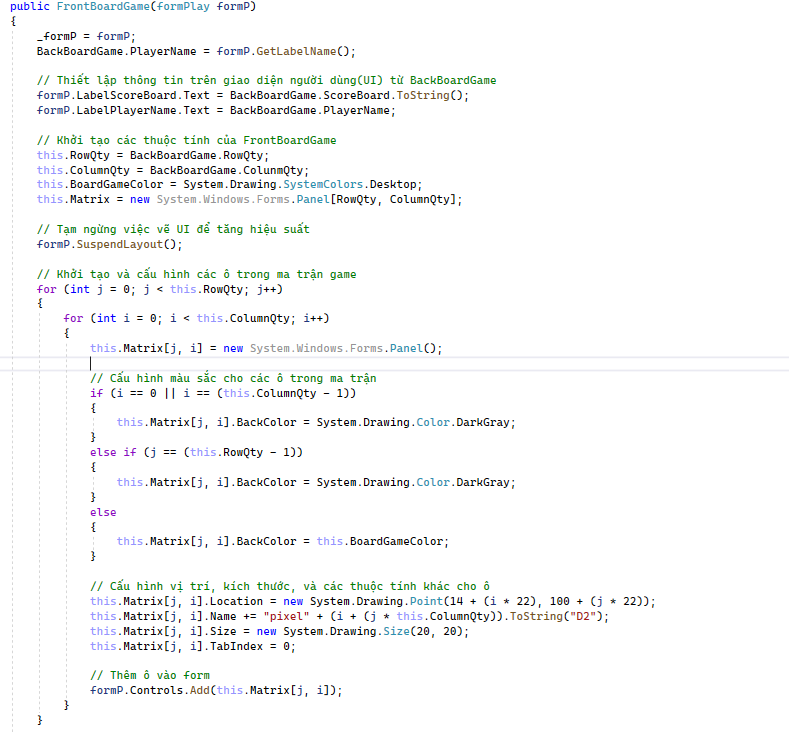 public FrontBoardGame(formPlay formP)
{
    _formP = formP;
    BackBoardGame.PlayerName = formP.GetLabelName();

    // Thiết lập thông tin trên giao diện người dùng(UI) từ BackBoardGame
    formP.LabelScoreBoard.Text = BackBoardGame.ScoreBoard.ToString();
    formP.LabelPlayerName.Text = BackBoardGame.PlayerName;

    // Khởi tạo các thuộc tính của FrontBoardGame
    this.RowQty = BackBoardGame.RowQty;
    this.ColumnQty = BackBoardGame.ColunmQty;
    this.BoardGameColor = System.Drawing.SystemColors.Desktop;
    this.Matrix = new System.Windows.Forms.Panel[RowQty, ColumnQty];

    // Tạm ngừng việc vẽ UI để tăng hiệu suất
    formP.SuspendLayout();

    // Khởi tạo và cấu hình các ô trong ma trận game
    for (int j = 0; j < this.RowQty; j++)
    {
        for (int i = 0; i < this.ColumnQty; i++)
        {
            this.Matrix[j, i] = new System.Windows.Forms.Panel();

            // Cấu hình màu sắc cho các ô trong ma trận
            if (i == 0 || i == (this.ColumnQty - 1))
            {
                this.Matrix[j, i].BackColor = System.Drawing.Color.DarkGray;
            }
            else if (j == (this.RowQty - 1))
            {
                this.Matrix[j, i].BackColor = System.Drawing.Color.DarkGray;
            }
            else
            {
                this.Matrix[j, i].BackColor = this.BoardGameColor;
            }

            // Cấu hình vị trí, kích thước, và các thuộc tính khác cho ô
            this.Matrix[j, i].Location = new System.Drawing.Point(14 + (i * 22), 100 + (j * 22));
            this.Matrix[j, i].Name += "pixel" + (i + (j * this.ColumnQty)).ToString("D2");
            this.Matrix[j, i].Size = new System.Drawing.Size(20, 20);
            this.Matrix[j, i].TabIndex = 0;

            // Thêm ô vào form
            formP.Controls.Add(this.Matrix[j, i]);
        }
    }